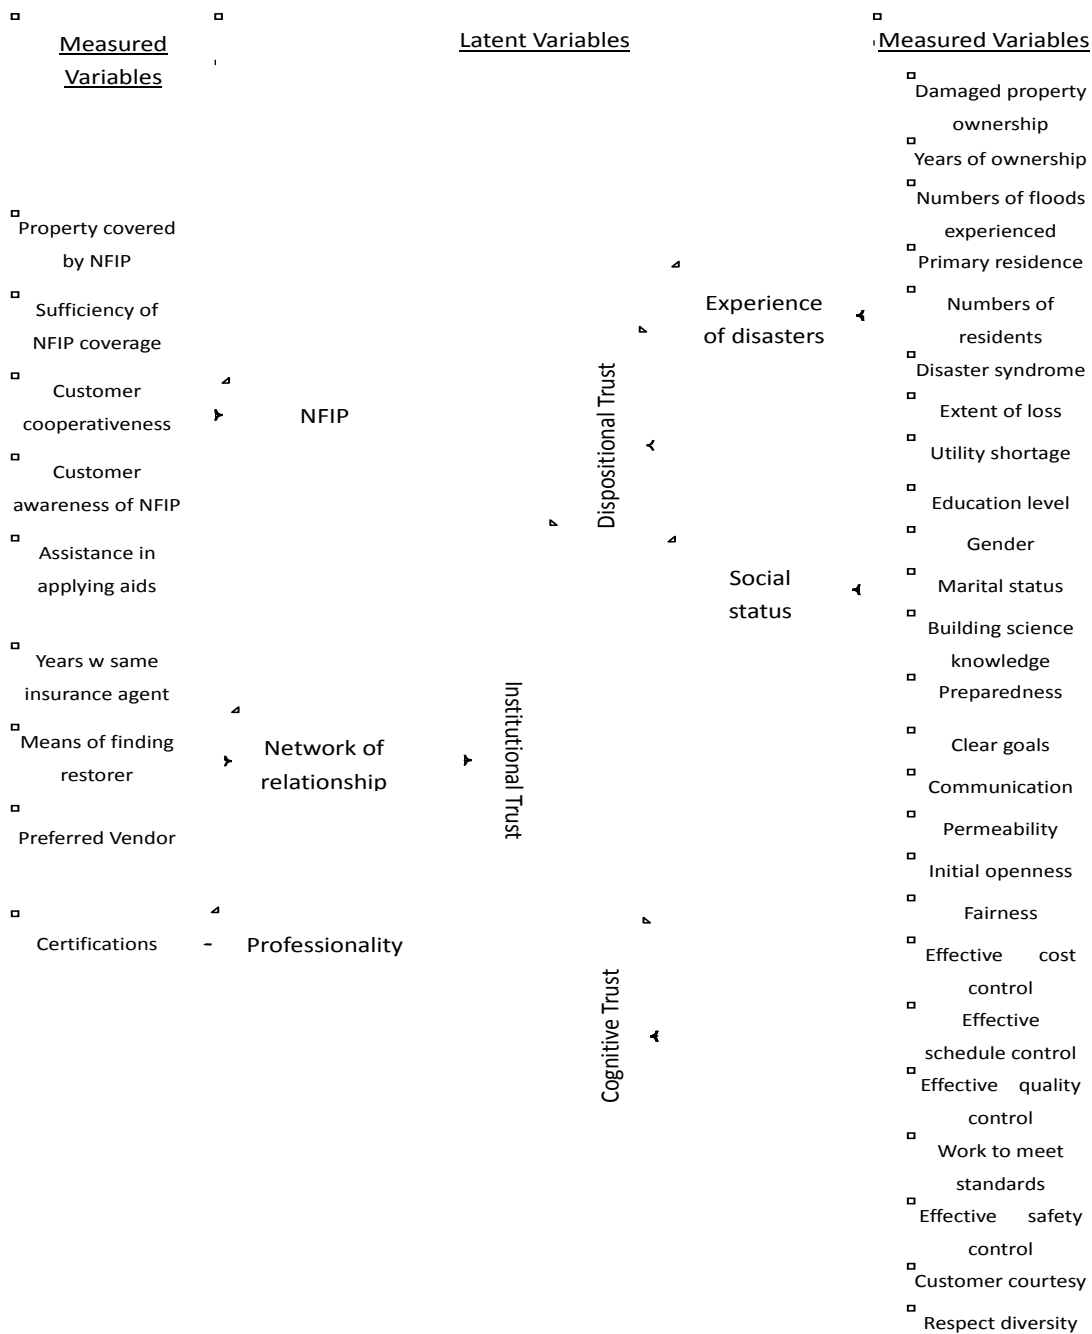 Measured
Variables
Latent Variables
Measured Variables
Property covered
by NFIP
Sufficiency of
NFIP coverage
Customer
cooperativeness
Customer
awareness of NFIP
Assistance in
applying aids
Years w same
insurance agent
Means of finding
restorer
Preferred Vendor
Certifications
NFIP
Network of
relationship
Professionality
Institutional Trust
Dispositional Trust
Cognitive Trust
Experience
of disasters
Social
status
Damaged property
ownership
Years of ownership
Numbers of floods
experienced
Primary residence
Numbers of
residents
Disaster syndrome
Extent of loss
Utility shortage
Education level
Gender
Marital status
Building science
knowledge
Preparedness
Clear goals
Communication
Permeability
Initial openness
Fairness
Effective cost
control
Effective
schedule control
Effective quality
control
Work to meet
standards
Effective safety
control
Customer courtesy
Respect diversity